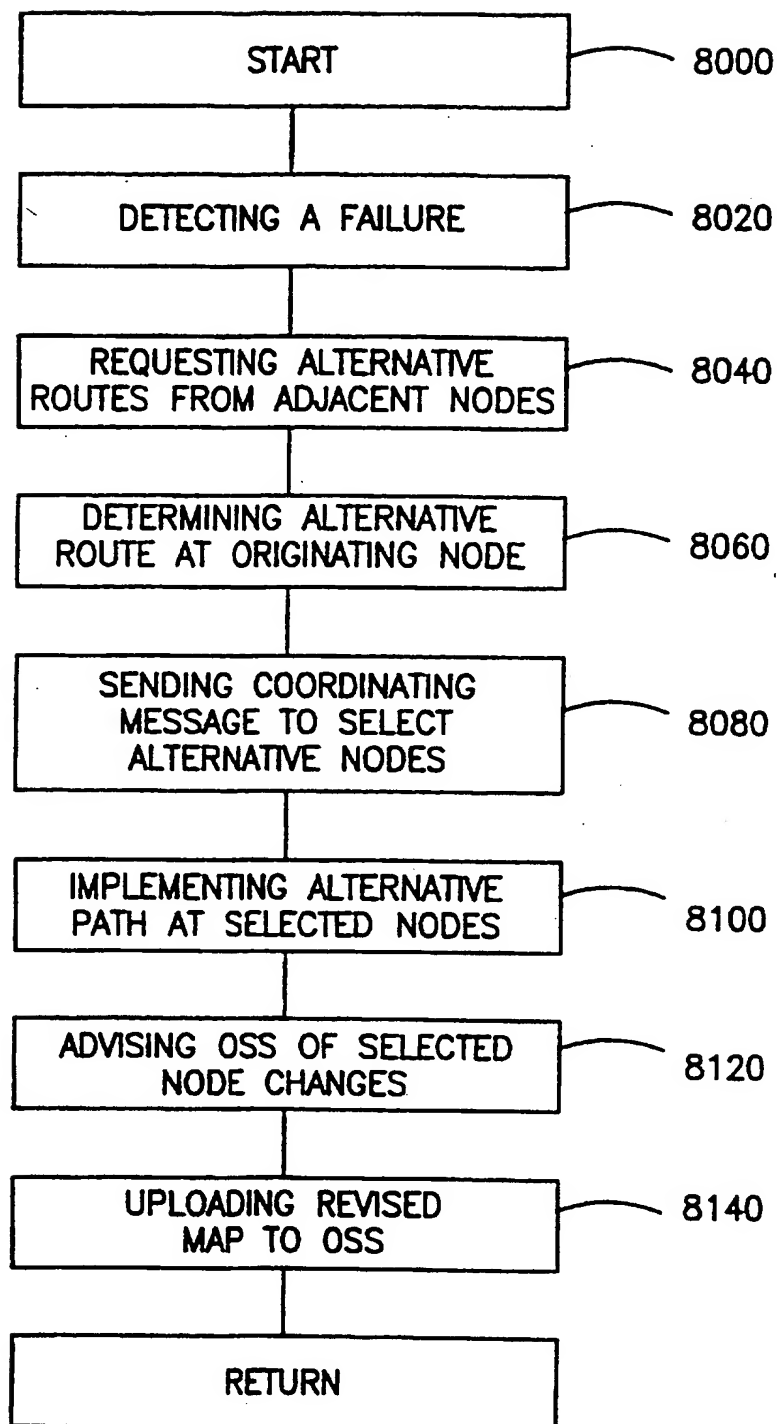 START
8000
DETECTING A FAILURE
8020
REQUESTING ALTERNATIVE
ROUTES FROM ADJACENT NODES
8040
DETERMINING ALTERNATIVE
ROUTE AT ORIGINATING NODE
8060
SENDING COORDINATING
MESSAGE TO SELECT
ALTERNATIVE NODES
8080
IMPLEMENTING ALTERNATIVE
PATH AT SELECTED NODES
8100
ADVISING OSS OF SELECTED
NODE CHANGES
8120
UPLOADING REVISED
MAP TO OSS
8140
RETURN